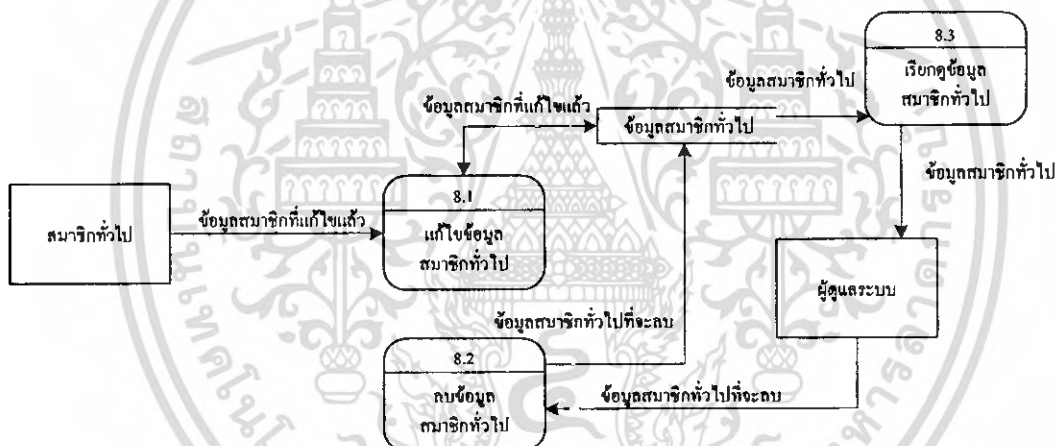 8.3
เรียกดูข้อมูล
สมาชิกทั่วไป
ข้อมูลสมาชิกทั่วไป
ข้อมูลสมาชิกที่แก้ไขแล้ว
ข้อมูลสมาชิกทั่วไป
ข้อมูลสมาชิกทั่วไป
8.1
แก้ไขข้อมูล
สมาชิกทั่วไป
สมาชิกทั่วไป
ข้อมูลสมาชิกที่แก้ไขแล้ว
ผู้ดูแลระบบ
ข้อมูลสมาชิกทั่วไปที่จะลบ
8.2
ลบข้อมูล
สมาชิกทั่วไป
ข้อมูลสมาชิกทั่วไปที่จะลบ